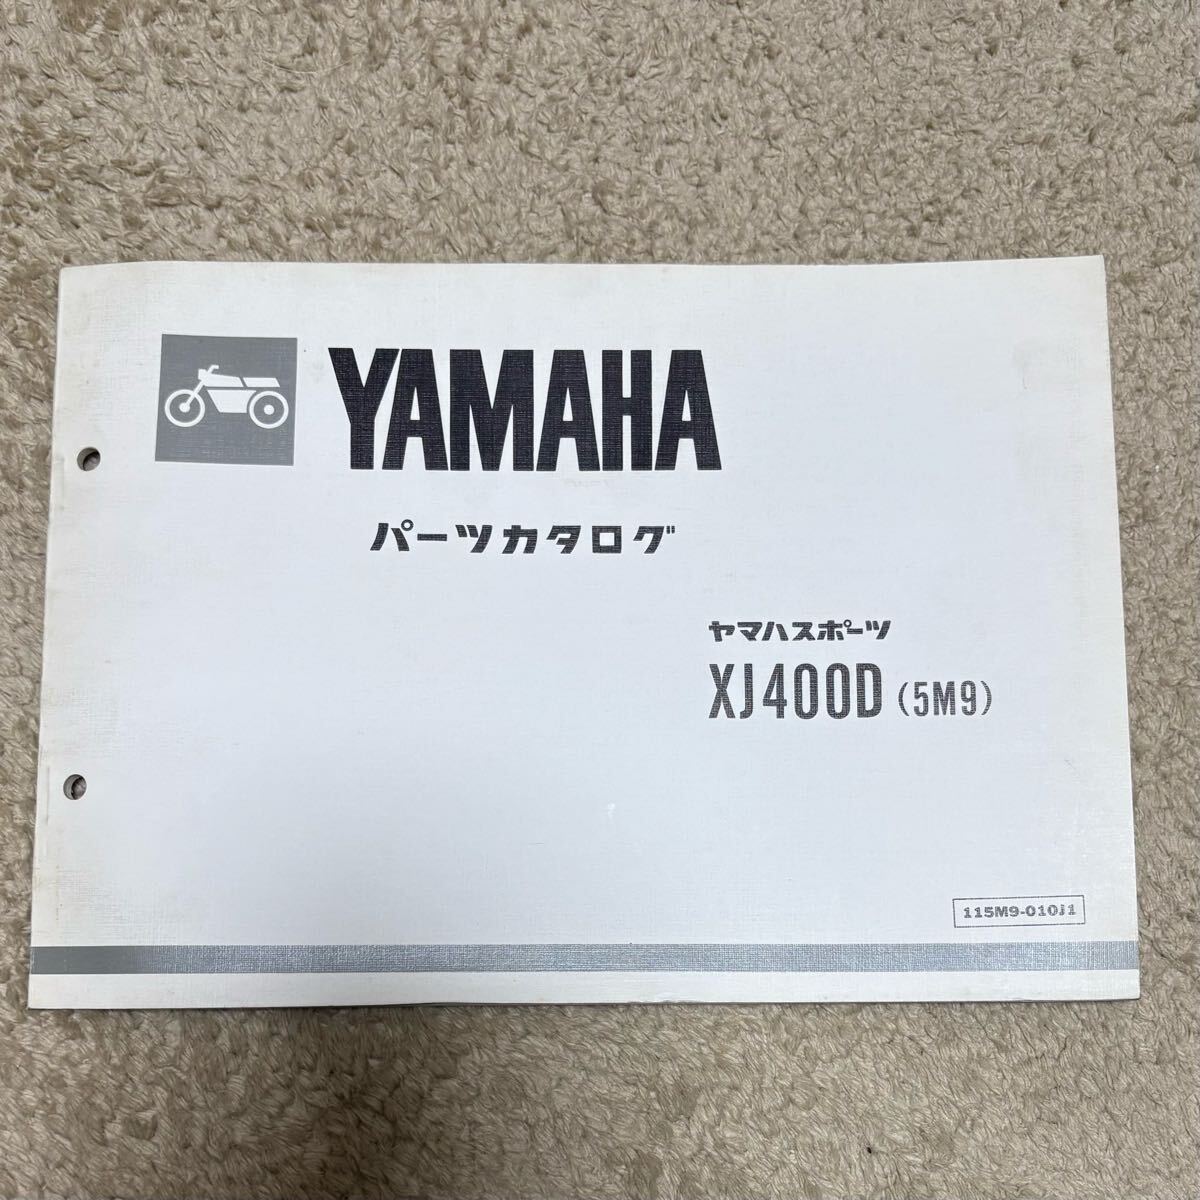 YAMAHA
パーツカタログ
ヤマハスポーツ
XJ400D (5M9)
115M9-010J1